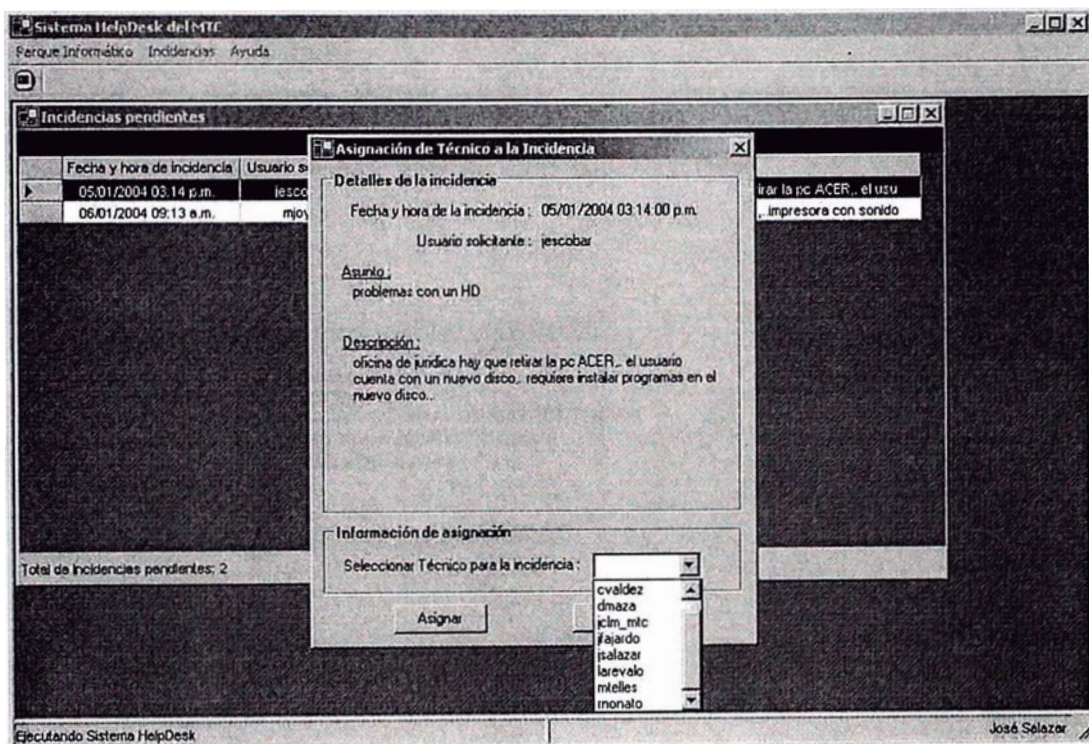 Sistema HelpDesk del MTC
Parque Informático Incidencias Ayuda
Incidencias pendientes
Fecha y hora de incidencia Usuario
05/01/2004 03:14 p.m. jesco irar la pc ACER,. el usu
06/01/2004 09:13 a.m. mjoy ,.impresora con sonido
Total de Incidencias pendientes: 2
Asignación de Técnico a la Incidencia
Detalles de la incidencia
Fecha y hora de la incidencia : 05/01/2004 03:14:00 p.m.
Usuario solicitante : jescobar
Asunto :
problemas con un HD
Descripción :
oficina de juridica hay que retirar la pc ACER,. el usuario
cuenta con un nuevo disco,. requiere instalar programas en el
nuevo disco...
Información de asignación
Seleccionar Técnico para la incidencia :
cvaldez
dmaza
jclm_mtc
jfajardo
jsalazar
larevalo
mtelles
Asignar
Ejecutando Sistema HelpDesk
José Salazar